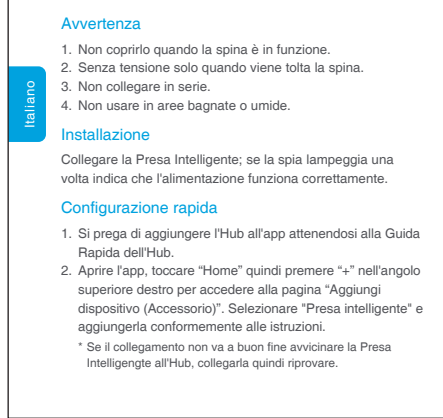 Avvertenza
1. Non coprirlo quando la spina è in funzione.
2. Senza tensione solo quando viene tolta la spina.
3. Non collegare in serie.
4. Non usare in aree bagnate o umide.
Italiano
Installazione
Collegare la Presa Intelligente; se la spia lampeggia una
volta indica che l'alimentazione funziona correttamente.
Configurazione rapida
1. Si prega di aggiungere l'Hub all'app attenendosi alla Guida
Rapida dell'Hub.
2. Aprire l'app, toccare “Home” quindi premere “+” nell'angolo
superiore destro per accedere alla pagina “Aggiungi
dispositivo (Accessorio)”. Selezionare "Presa intelligente" e
aggiungerla conformemente alle istruzioni.
* Se il collegamento non va a buon fine avvicinare la Presa
Intelligengte all'Hub, collegarla quindi riprovare.